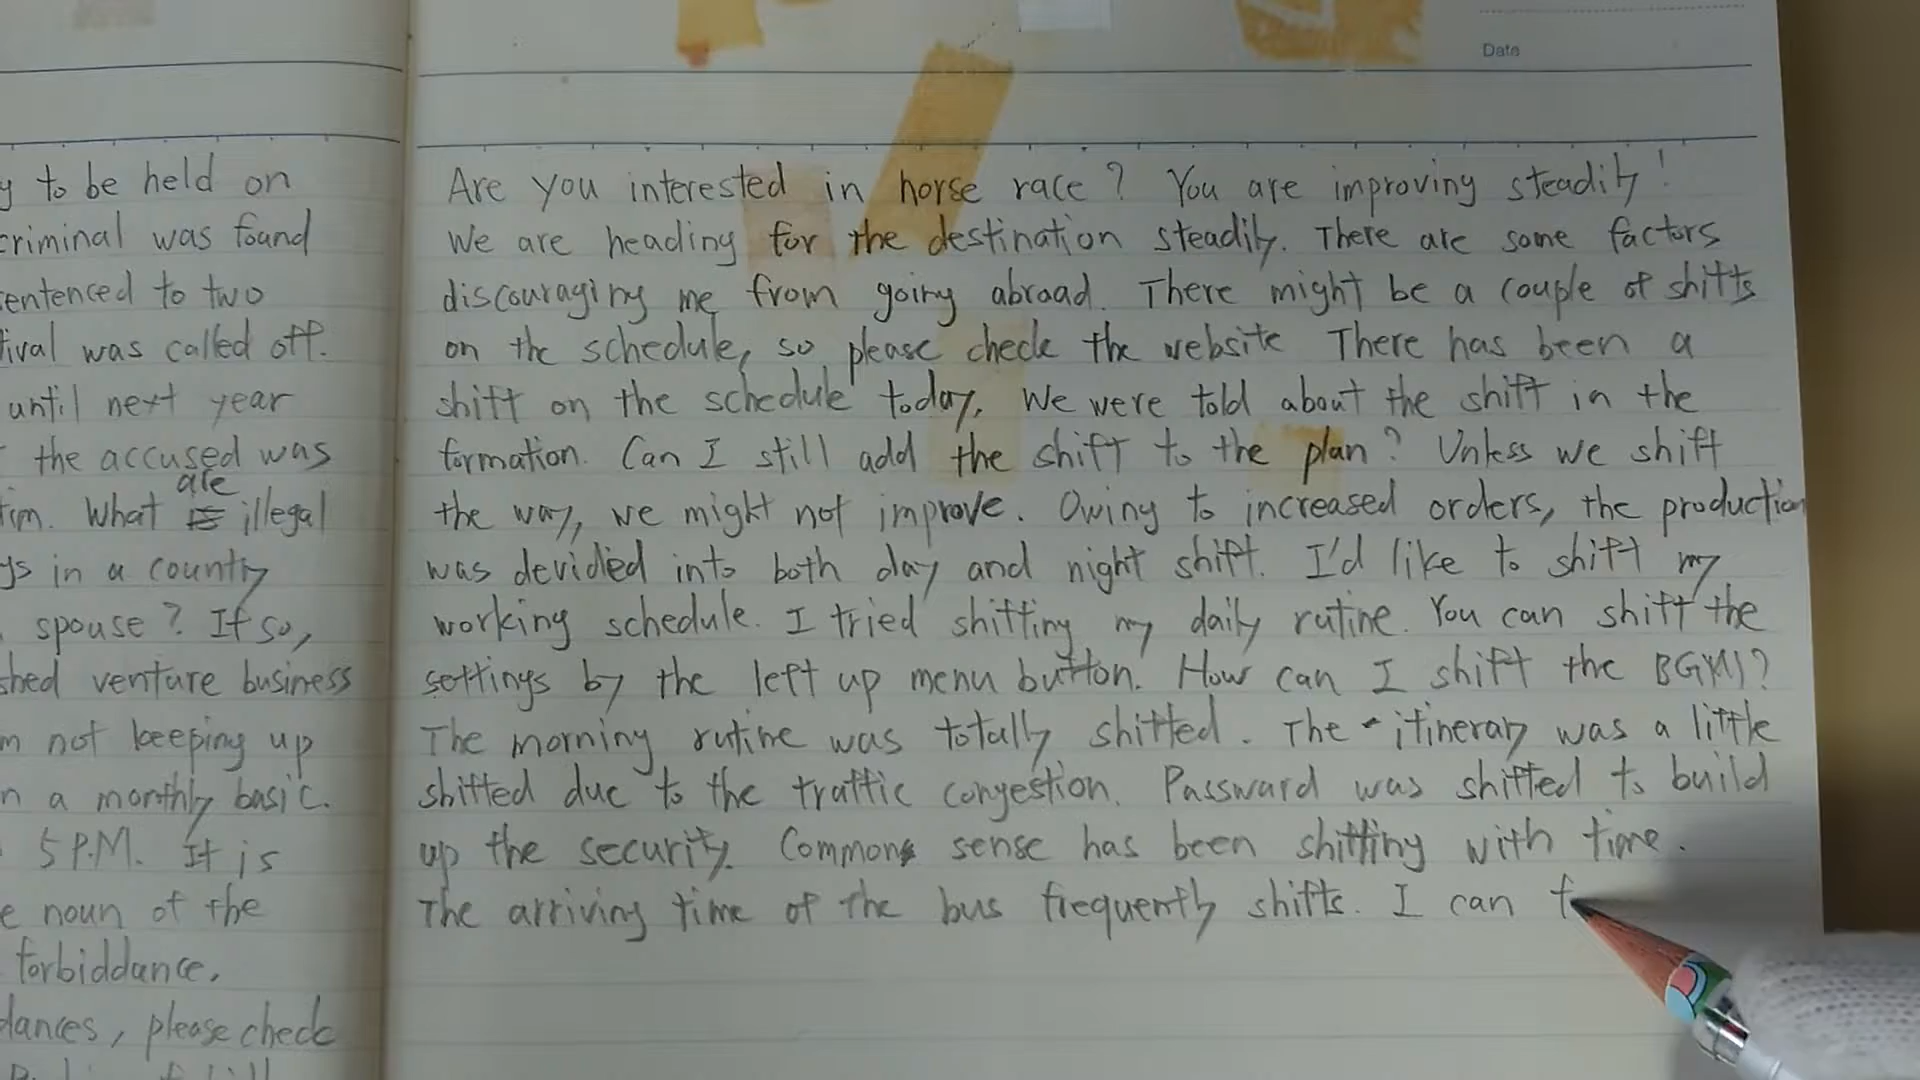 Date
y to be held on
criminal was found
entenced to two
ival was called off.
until next year
the accused was
are
im. What is illegal
ys in a country
spouse? If so,
shed venture business
m not keeping up
n a monthly basic.
5 P.M. It is
e noun of the
forbiddance.
dances, please check
Are you interested in horse race? You are improving steadily!
We are heading for the destination steadily. There are some factors
discouraging me from going abroad. There might be a couple of shifts
on the schedule, so please check the website There has been a
shift on the schedule today. We were told about the shift in the
formation. Can I still add the shift to the plan? Unless we shift
the way, we might not improve. Owing to increased orders, the production
was devided into both day and night shift. I'd like to shift my
working schedule. I tried shifting my daily rutine. You can shift the
settings by the left up menu button. How can I shift the BGM?
The morning rutine was totally shifted. The itinerary was a little
shifted due to the traffic congestion. Passward was shifted to build
up the security. Common sense has been shifting with time.
The arriving time of the bus frequently shifts. I can f